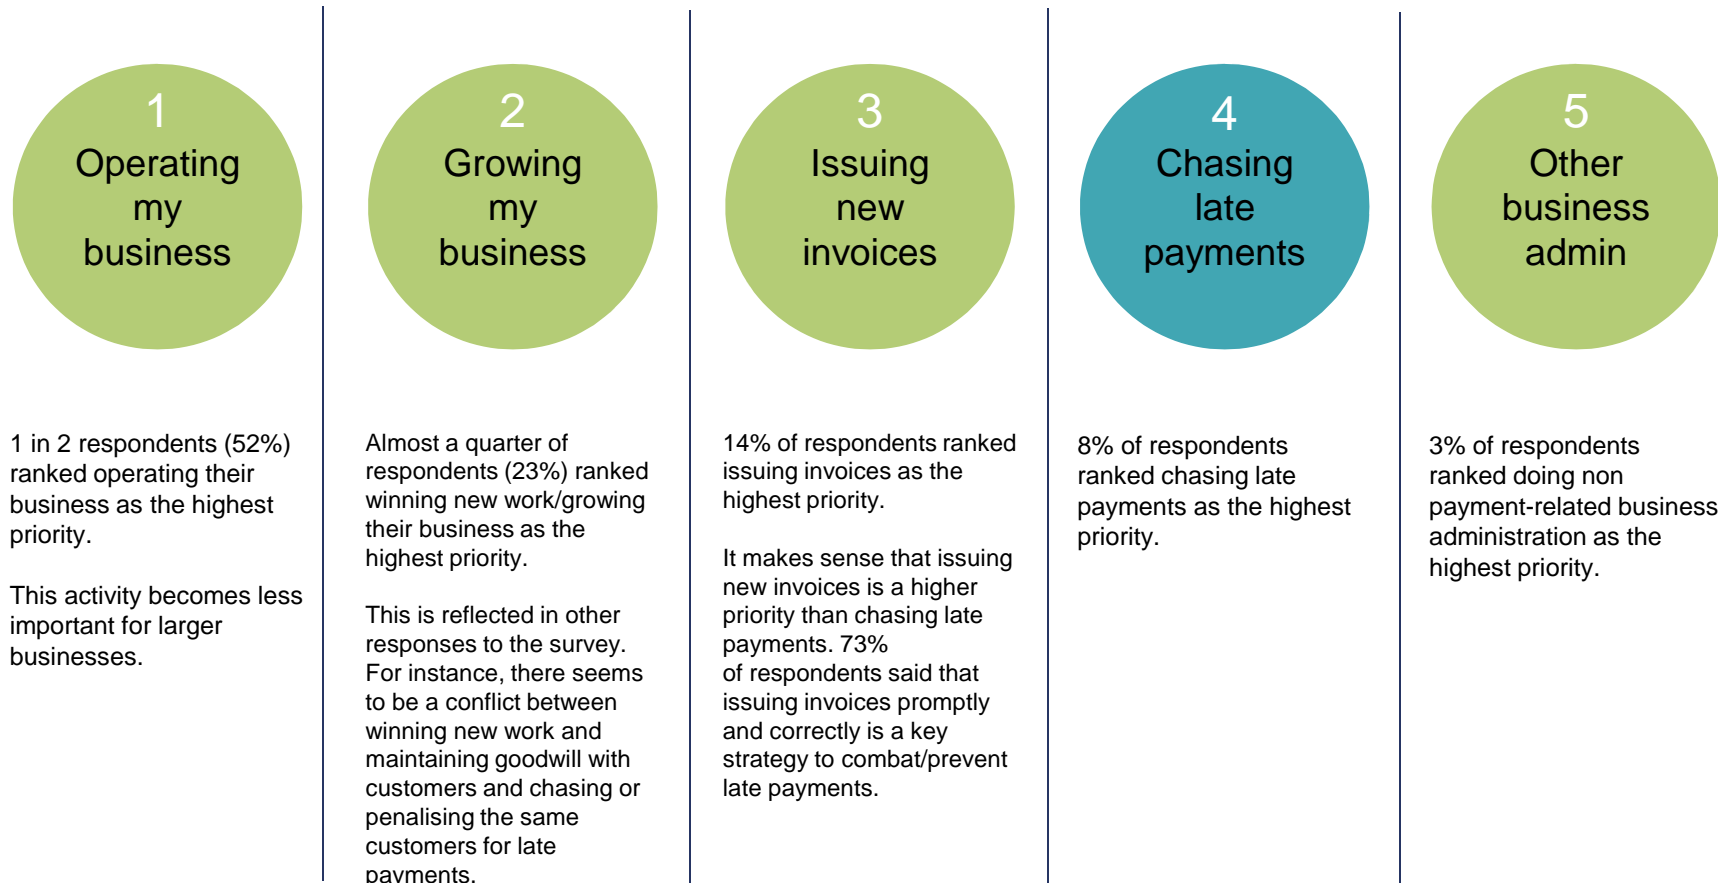 1
Operating
my
business
1 in 2 respondents (52%)
ranked operating their
business as the highest
priority.
This activity becomes less
important for larger
businesses.
2
Growing
my
business
Almost a quarter of
respondents (23%) ranked
winning new work/growing
their business as the
highest priority.
This is reflected in other
responses to the survey.
For instance, there seems
to be a conflict between
winning new work and
maintaining goodwill with
customers and chasing or
penalising the same
customers for late
payments.
3
Issuing
new
invoices
14% of respondents ranked
issuing invoices as the
highest priority.
It makes sense that issuing
new invoices is a higher
priority than chasing late
payments. 73%
of respondents said that
issuing invoices promptly
and correctly is a key
strategy to combat/prevent
late payments.
4
Chasing
late
payments
8% of respondents
ranked chasing late
payments as the highest
priority.
5
Other
business
admin
3% of respondents
ranked doing non
payment-related business
administration as the
highest priority.